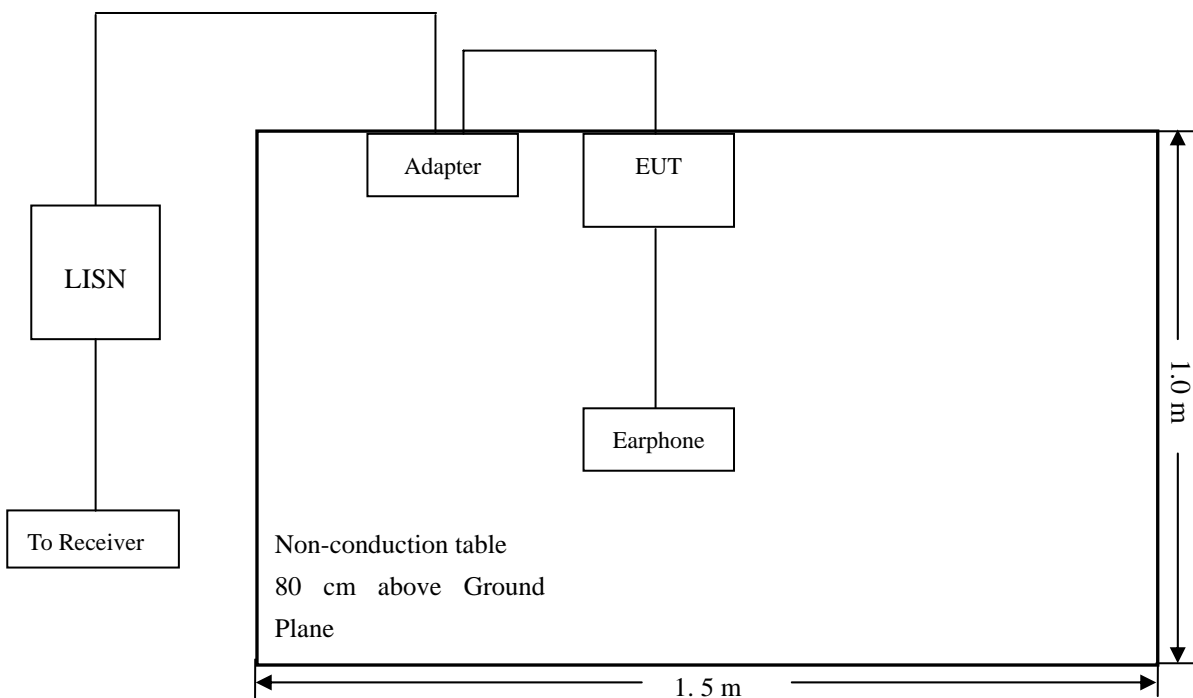 Adapter
EUT
LISN
1.0 m
Earphone
To Receiver
Non-conduction table
80 cm above Ground
Plane
1. 5 m